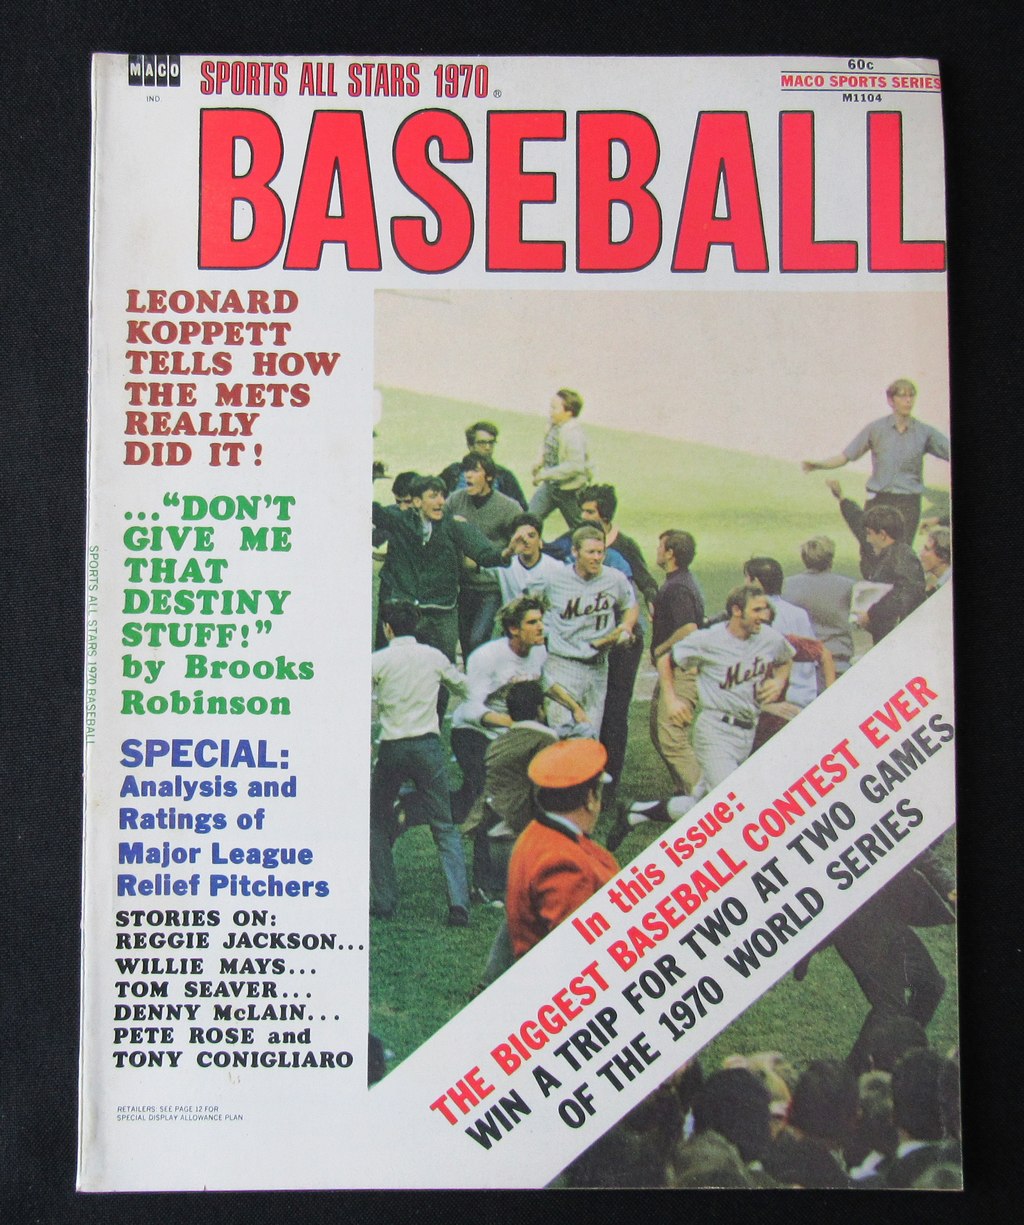 MACO
IND.
SPORTS ALL STARS 1970®
60c
MACO SPORTS SERIES
M1104
BASEBALL
LEONARD
KOPPETT
TELLS HOW
THE METS
REALLY
DID IT!
..."DON'T
GIVE ME
THAT
DESTINY
STUFF!"
by Brooks
Robinson
SPECIAL:
Analysis and
Ratings of
Major League
Relief Pitchers
STORIES ON:
REGGIE JACKSON...
WILLIE MAYS...
TOM SEAVER...
DENNY McLAIN...
PETE ROSE and
TONY CONIGLIARO
RETAILERS: SEE PAGE 12 FOR
SPECIAL DISPLAY ALLOWANCE PLAN
SPORTS ALL STARS 1970 BASEBALL
Mets
11
Mets
In this issue:
THE BIGGEST BASEBALL CONTEST EVER
WIN A TRIP FOR TWO AT TWO GAMES
OF THE 1970 WORLD SERIES